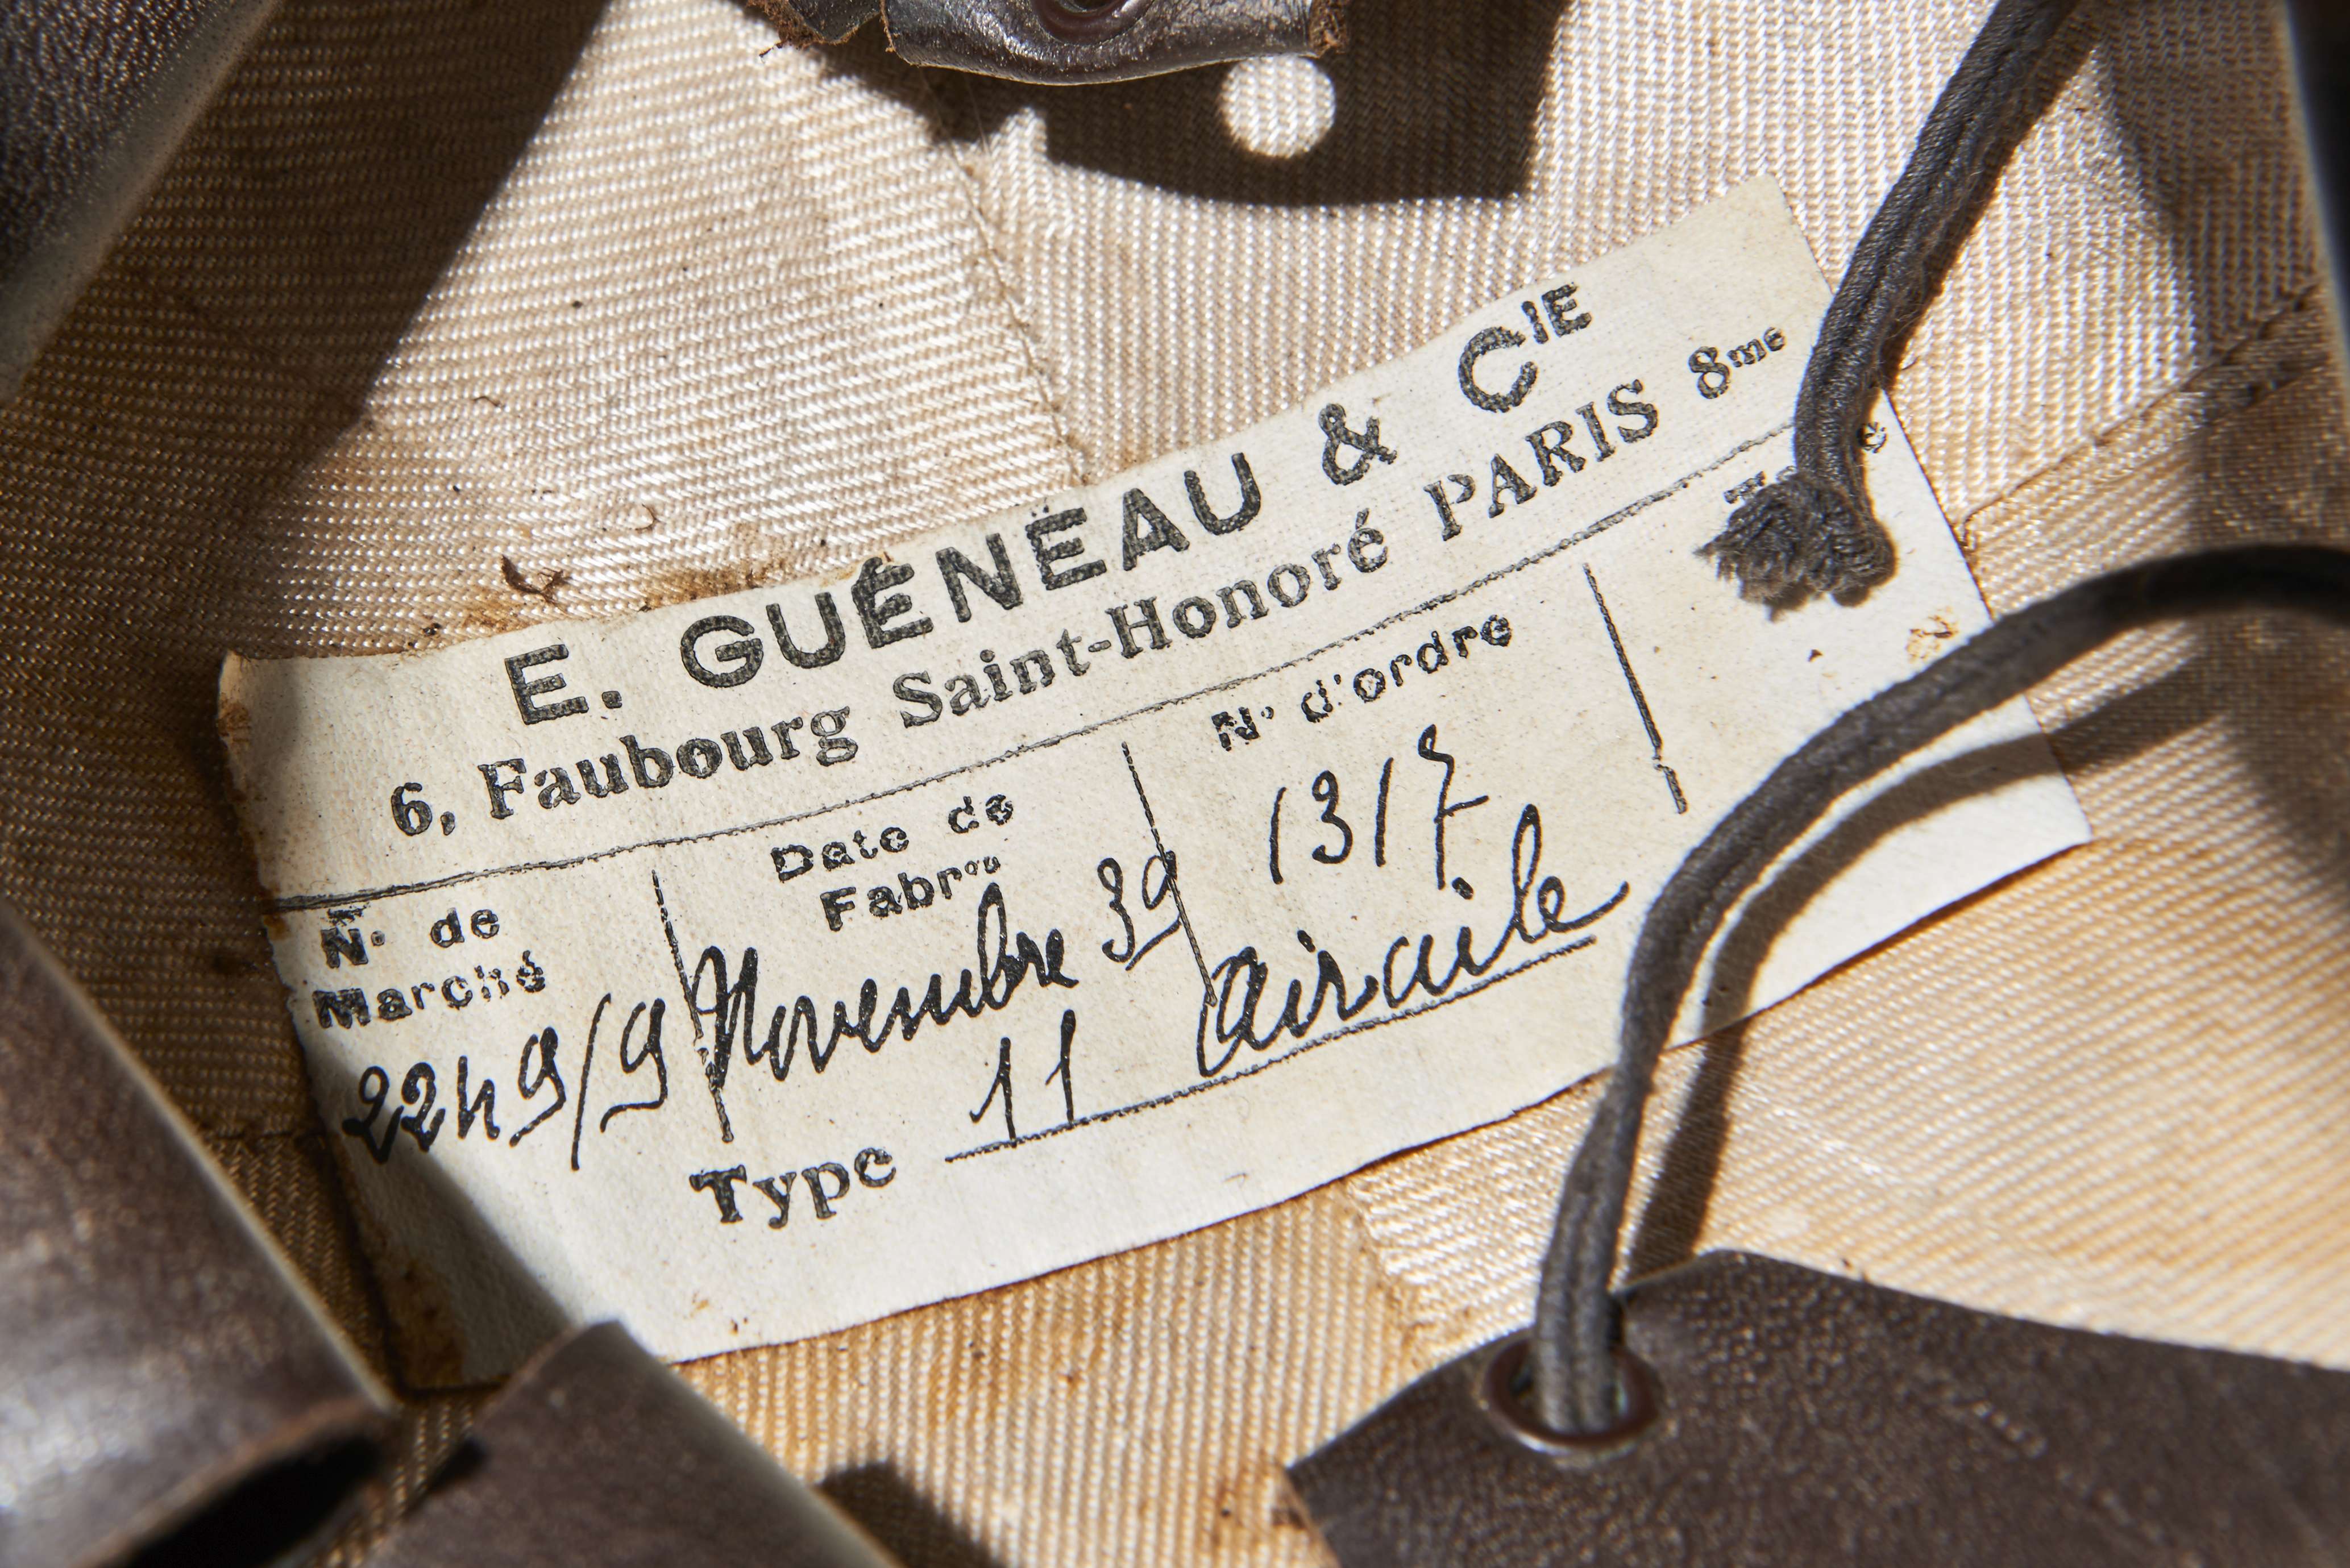 E. GUÉNEAU & CIE
6, Faubourg Saint-Honoré PARIS 8me
N° de Marché
2249/9
Date de Fabron
Novembre 39
N° d'ordre
1317
Type 11 airaile